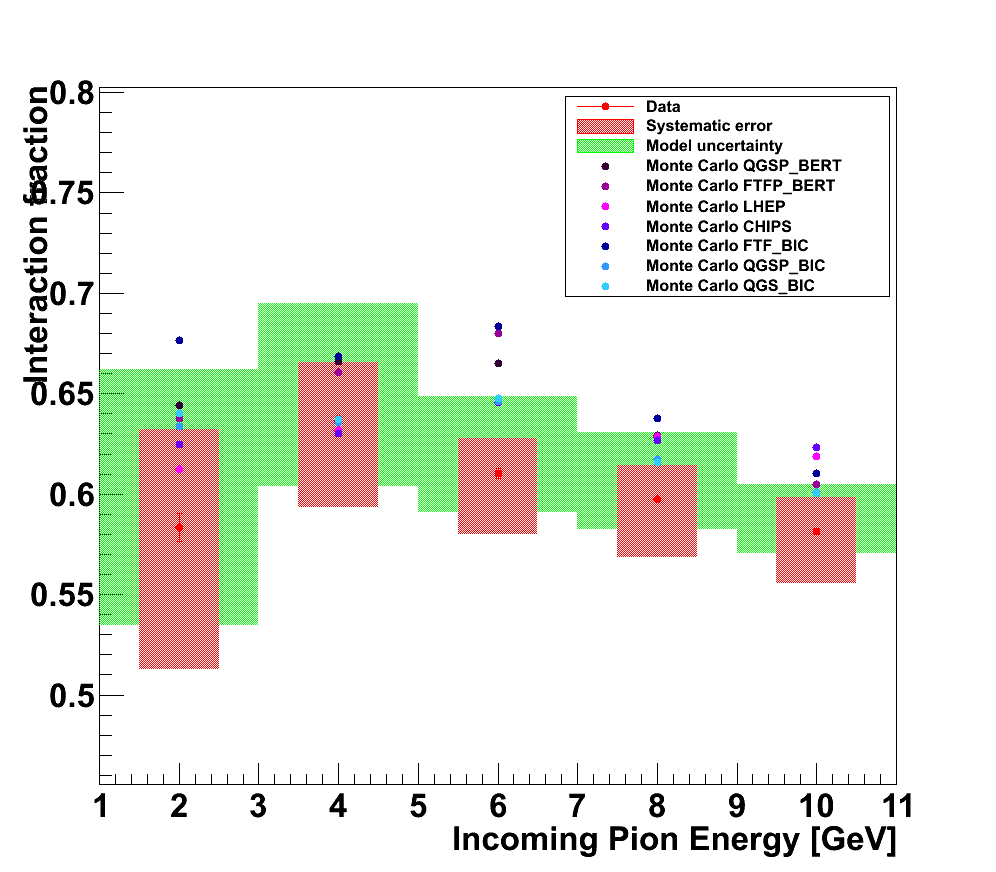 Interaction fraction
0.8
0.75
0.7
0.65
0.6
0.55
0.5
Data
Systematic error
Model uncertainty
Monte Carlo QGSP_BERT
Monte Carlo FTFP_BERT
Monte Carlo LHEP
Monte Carlo CHIPS
Monte Carlo FTF_BIC
Monte Carlo QGSP_BIC
Monte Carlo QGS_BIC
1 2 3 4 5 6 7 8 9 10 11
Incoming Pion Energy [GeV]